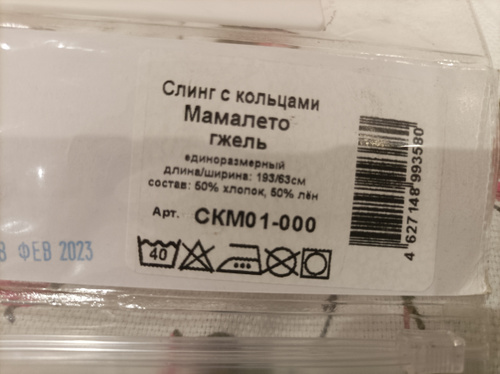 Слинг с кольцами
Мамалето
гжель
единоразмерный
длина/ширина: 193/63см
состав: 50% хлопок, 50% лён
Арт. СКМ01-000
40
4 627148 993580
8 ФЕВ 2023